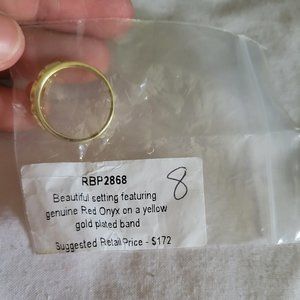 RBP2868
8
Beautiful setting featuring
genuine Red Onyx on a yellow
gold plated band
Suggested Retail Price - $172